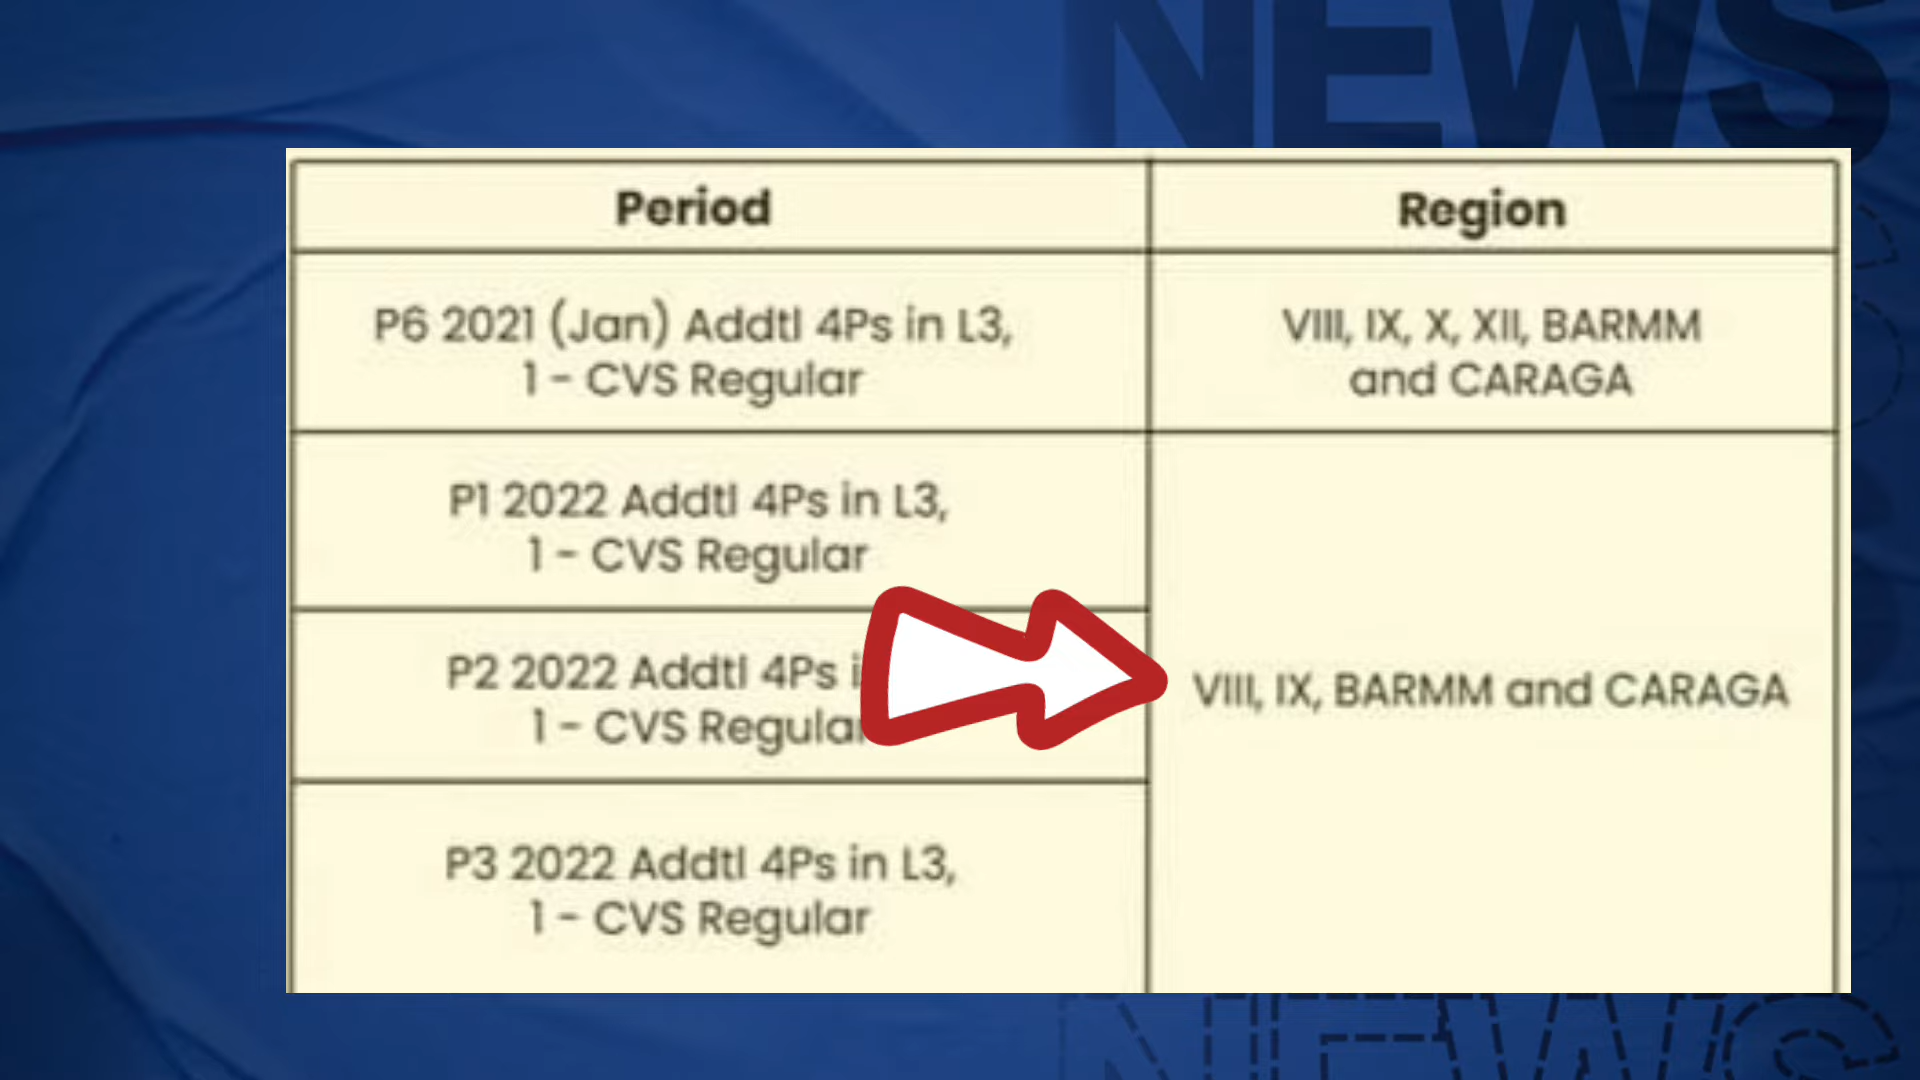 NEWS
Period
Region
P6 2021 (Jan) Addtl 4Ps in L3,
1 - CVS Regular
VIII, IX, X, XII, BARMM
and CARAGA
P1 2022 Addtl 4Ps in L3,
1 - CVS Regular
P2 2022 Addtl 4Ps
1 - CVS Regular
VIII, IX, BARMM and CARAGA
P3 2022 Addtl 4Ps in L3,
1 - CVS Regular
NEWS